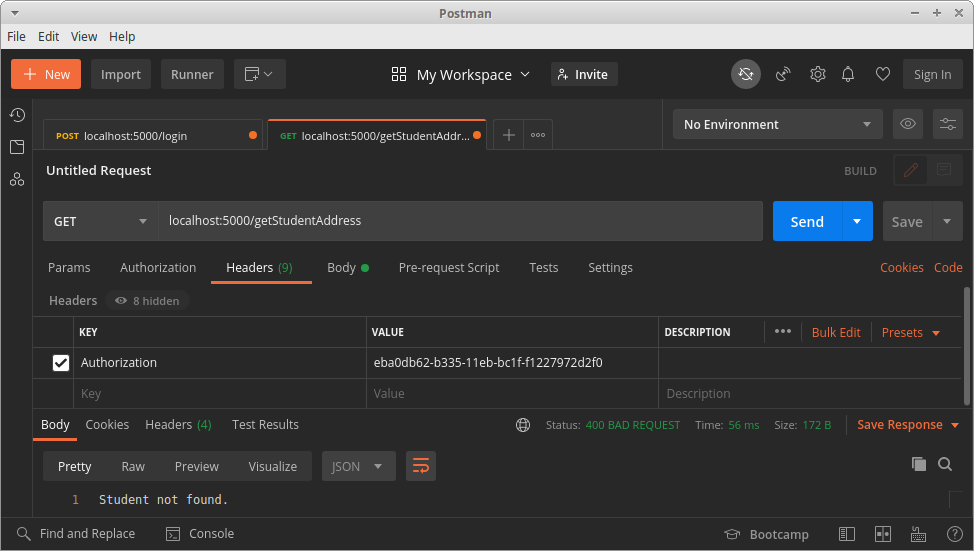 Postman
File Edit View Help
New Import Runner My Workspace Invite Sign In
POST localhost:5000/login GET localhost:5000/getStudentAddr... No Environment
Untitled Request BUILD
GET localhost:5000/getStudentAddress Send Save
Params Authorization Headers (9) Body Pre-request Script Tests Settings Cookies Code
Headers 8 hidden
KEY VALUE DESCRIPTION ••• Bulk Edit Presets
Authorization eba0db62-b335-11eb-bc1f-f1227972d2f0
Key Value Description
Body Cookies Headers (4) Test Results Status: 400 BAD REQUEST Time: 56 ms Size: 172 B Save Response
Pretty Raw Preview Visualize JSON
1 Student not found.
Find and Replace Console Bootcamp